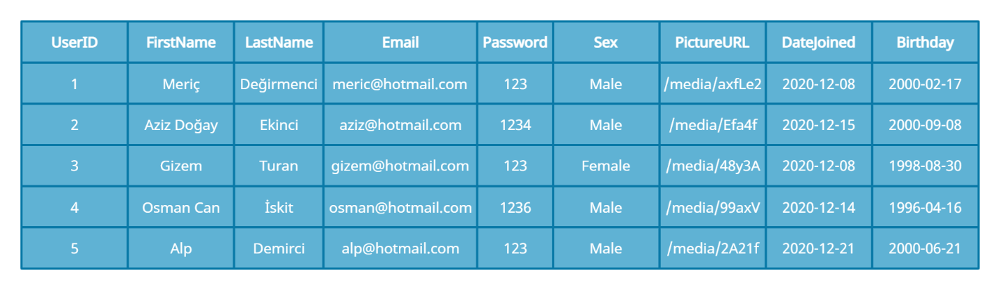 UserID FirstName LastName Email Password Sex PictureURL DateJoined Birthday
1 Meriç Değirmenci meric@hotmail.com 123 Male /media/axfLe2 2020-12-08 2000-02-17
2 Aziz Doğay Ekinci aziz@hotmail.com 1234 Male /media/Efa4f 2020-12-15 2000-09-08
3 Gizem Turan gizem@hotmail.com 123 Female /media/48y3A 2020-12-08 1998-08-30
4 Osman Can İskit osman@hotmail.com 1236 Male /media/99axV 2020-12-14 1996-04-16
5 Alp Demirci alp@hotmail.com 123 Male /media/2A21f 2020-12-21 2000-06-21